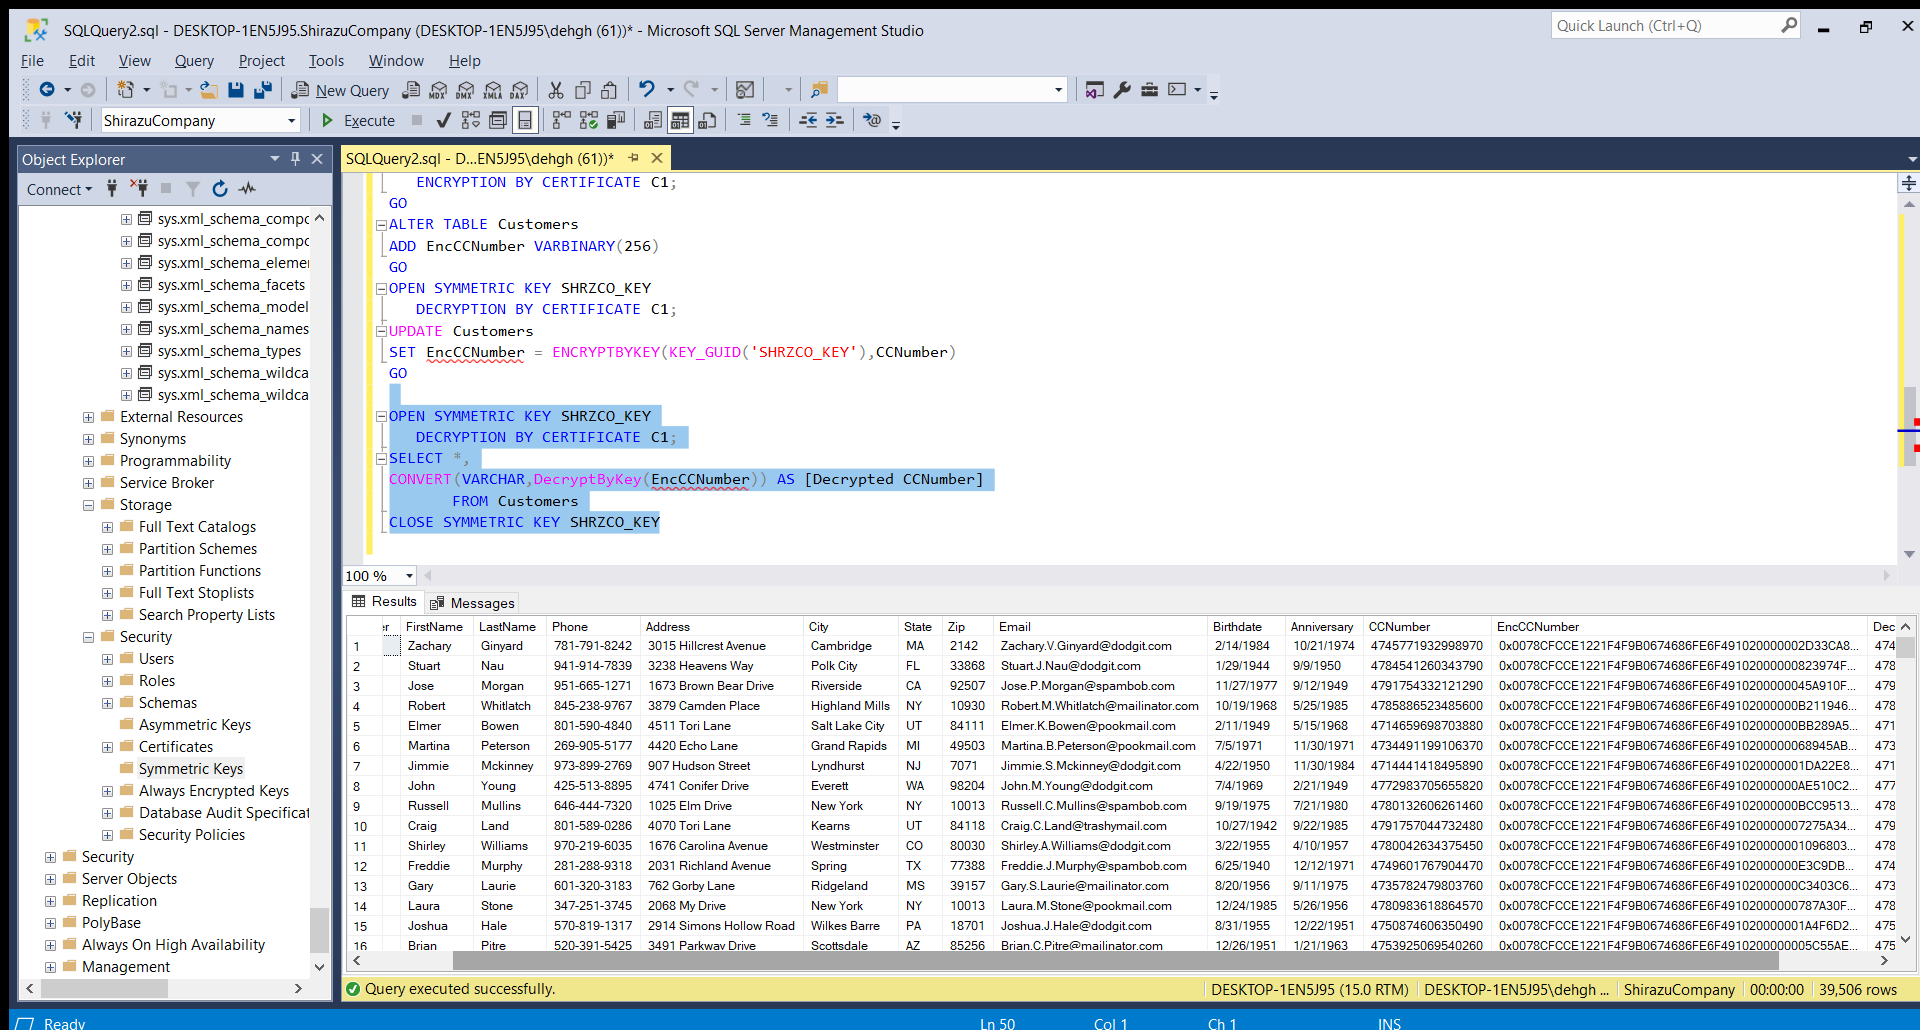 SQLQuery2.sql - DESKTOP-1EN5J95.ShirazuCompany (DESKTOP-1EN5J95\dehgh (61))* - Microsoft SQL Server Management Studio
Quick Launch (Ctrl+Q)
File Edit View Query Project Tools Window Help
New Query MDX DMX XMLA DAX
ShirazuCompany Execute
Object Explorer
Connect
sys.xml_schema_compo
sys.xml_schema_compo
sys.xml_schema_elemen
sys.xml_schema_facets
sys.xml_schema_model
sys.xml_schema_names
sys.xml_schema_types
sys.xml_schema_wildca
sys.xml_schema_wildca
External Resources
Synonyms
Programmability
Service Broker
Storage
Full Text Catalogs
Partition Schemes
Partition Functions
Full Text Stoplists
Search Property Lists
Security
Users
Roles
Schemas
Asymmetric Keys
Certificates
Symmetric Keys
Always Encrypted Keys
Database Audit Specificat
Security Policies
Security
Server Objects
Replication
PolyBase
Always On High Availability
Management
SQLQuery2.sql - D...EN5J95\dehgh (61))*
ENCRYPTION BY CERTIFICATE C1;
GO
ALTER TABLE Customers
ADD EncCCNumber VARBINARY(256)
GO
OPEN SYMMETRIC KEY SHRZCO_KEY
DECRYPTION BY CERTIFICATE C1;
UPDATE Customers
SET EncCCNumber = ENCRYPTBYKEY(KEY_GUID('SHRZCO_KEY'),CCNumber)
GO
OPEN SYMMETRIC KEY SHRZCO_KEY
DECRYPTION BY CERTIFICATE C1;
SELECT *,
CONVERT(VARCHAR,DecryptByKey(EncCCNumber)) AS [Decrypted CCNumber]
FROM Customers
CLOSE SYMMETRIC KEY SHRZCO_KEY
100 %
Results Messages
er FirstName LastName Phone Address City State Zip Email Birthdate Anniversary CCNumber EncCCNumber Dec
1 Zachary Ginyard 781-791-8242 3015 Hillcrest Avenue Cambridge MA 2142 Zachary.V.Ginyard@dodgit.com 2/14/1984 10/21/1974 4745771932998970 0x0078CFCCE1221F4F9B0674686FE6F491020000002D33CA8... 474
2 Stuart Nau 941-914-7839 3238 Heavens Way Polk City FL 33868 Stuart.J.Nau@dodgit.com 1/29/1944 9/9/1950 4784541260343790 0x0078CFCCE1221F4F9B0674686FE6F49102000000823974F... 478
3 Jose Morgan 951-665-1271 1673 Brown Bear Drive Riverside CA 92507 Jose.P.Morgan@spambob.com 11/27/1977 9/12/1949 4791754332121290 0x0078CFCCE1221F4F9B0674686FE6F4910200000045A910F... 479
4 Robert Whitlatch 845-238-9767 3879 Camden Place Highland Mills NY 10930 Robert.M.Whitlatch@mailinator.com 10/19/1968 5/25/1985 4785886523485600 0x0078CFCCE1221F4F9B0674686FE6F49102000000B211946... 478
5 Elmer Bowen 801-590-4840 4511 Tori Lane Salt Lake City UT 84111 Elmer.K.Bowen@pookmail.com 2/11/1949 5/15/1968 4714659698703880 0x0078CFCCE1221F4F9B0674686FE6F49102000000BB289A5... 471
6 Martina Peterson 269-905-5177 4420 Echo Lane Grand Rapids MI 49503 Martina.B.Peterson@pookmail.com 7/5/1971 11/30/1971 4734491199106370 0x0078CFCCE1221F4F9B0674686FE6F4910200000068945AB... 473
7 Jimmie Mckinney 973-899-2769 907 Hudson Street Lyndhurst NJ 7071 Jimmie.S.Mckinney@dodgit.com 4/22/1950 11/30/1984 4714441418495890 0x0078CFCCE1221F4F9B0674686FE6F491020000001DA22E8... 471
8 John Young 425-513-8895 4741 Conifer Drive Everett WA 98204 John.M.Young@dodgit.com 7/4/1969 2/21/1949 4772983705655820 0x0078CFCCE1221F4F9B0674686FE6F49102000000AE510C2... 477
9 Russell Mullins 646-444-7320 1025 Elm Drive New York NY 10013 Russell.C.Mullins@spambob.com 9/19/1975 7/21/1980 4780132606261460 0x0078CFCCE1221F4F9B0674686FE6F49102000000BCC9513... 478
10 Craig Land 801-589-0286 4070 Tori Lane Kearns UT 84118 Craig.C.Land@trashymail.com 10/27/1942 9/22/1985 4791757044732480 0x0078CFCCE1221F4F9B0674686FE6F491020000007275A34... 479
11 Shirley Williams 970-219-6035 1676 Carolina Avenue Westminster CO 80030 Shirley.A.Williams@dodgit.com 3/22/1955 4/10/1957 4780042634375450 0x0078CFCCE1221F4F9B0674686FE6F491020000001096803... 478
12 Freddie Murphy 281-288-9318 2031 Richland Avenue Spring TX 77388 Freddie.J.Murphy@spambob.com 6/25/1940 12/12/1971 4749601767904470 0x0078CFCCE1221F4F9B0674686FE6F49102000000E3C9DB... 474
13 Gary Laurie 601-320-3183 762 Gorby Lane Ridgeland MS 39157 Gary.S.Laurie@mailinator.com 8/20/1956 9/11/1975 4735782479803760 0x0078CFCCE1221F4F9B0674686FE6F49102000000C3403C6... 473
14 Laura Stone 347-251-3745 2068 My Drive New York NY 10013 Laura.M.Stone@pookmail.com 12/24/1985 5/26/1956 4780983618864570 0x0078CFCCE1221F4F9B0674686FE6F49102000000787A30F... 478
15 Joshua Hale 570-819-1317 2914 Simons Hollow Road Wilkes Barre PA 18701 Joshua.J.Hale@dodgit.com 8/31/1955 12/22/1951 4750874606350490 0x0078CFCCE1221F4F9B0674686FE6F491020000001A4F6D2... 475
16 Brian Pitre 520-391-5425 3491 Parkway Drive Scottsdale AZ 85256 Brian.C.Pitre@mailinator.com 12/26/1951 1/21/1963 4753925069540260 0x0078CFCCE1221F4F9B0674686FE6F491020000005C55AE... 475
Query executed successfully. DESKTOP-1EN5J95 (15.0 RTM) DESKTOP-1EN5J95\dehgh ... ShirazuCompany 00:00:00 39,506 rows
Ready Ln 50 Col 1 Ch 1 INS